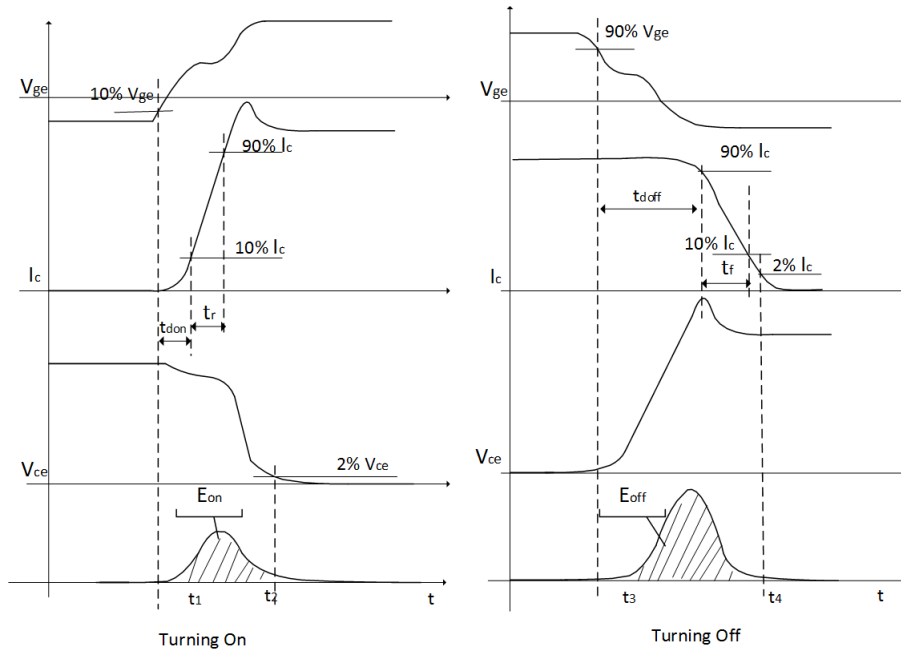 Vge
10% Vge
90% Ic
10% Ic
Ic
tr
tdon
Vce
2% Vce
Eon
t1
t2
t
Turning On
90% Vge
Vge
90% Ic
tdoff
10% Ic
2% Ic
tf
Ic
Vce
Eoff
t3
t4
t
Turning Off